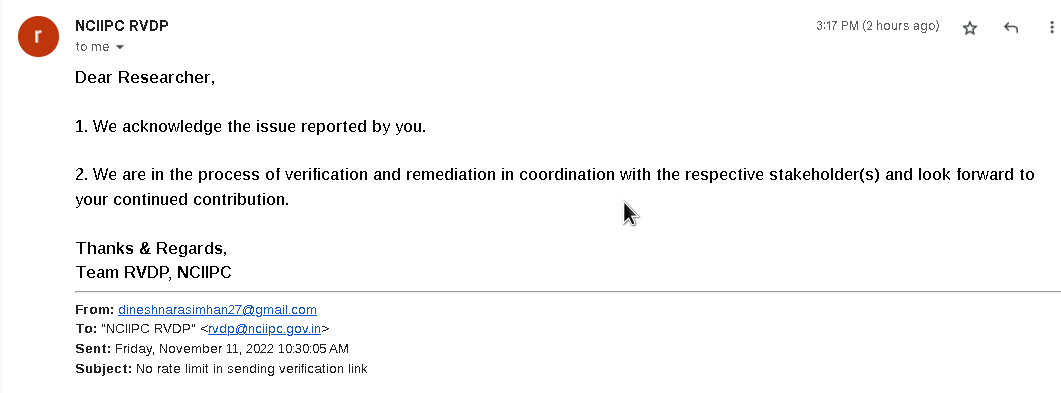 r
NCIIPC RVDP
3:17 PM (2 hours ago)
to me
Dear Researcher,
1. We acknowledge the issue reported by you.
2. We are in the process of verification and remediation in coordination with the respective stakeholder(s) and look forward to
your continued contribution.
Thanks & Regards,
Team RVDP, NCIIPC
From: dineshnarasimhan27@gmail.com
To: "NCIIPC RVDP" <rvdp@nciipc.gov.in>
Sent: Friday, November 11, 2022 10:30:05 AM
Subject: No rate limit in sending verification link